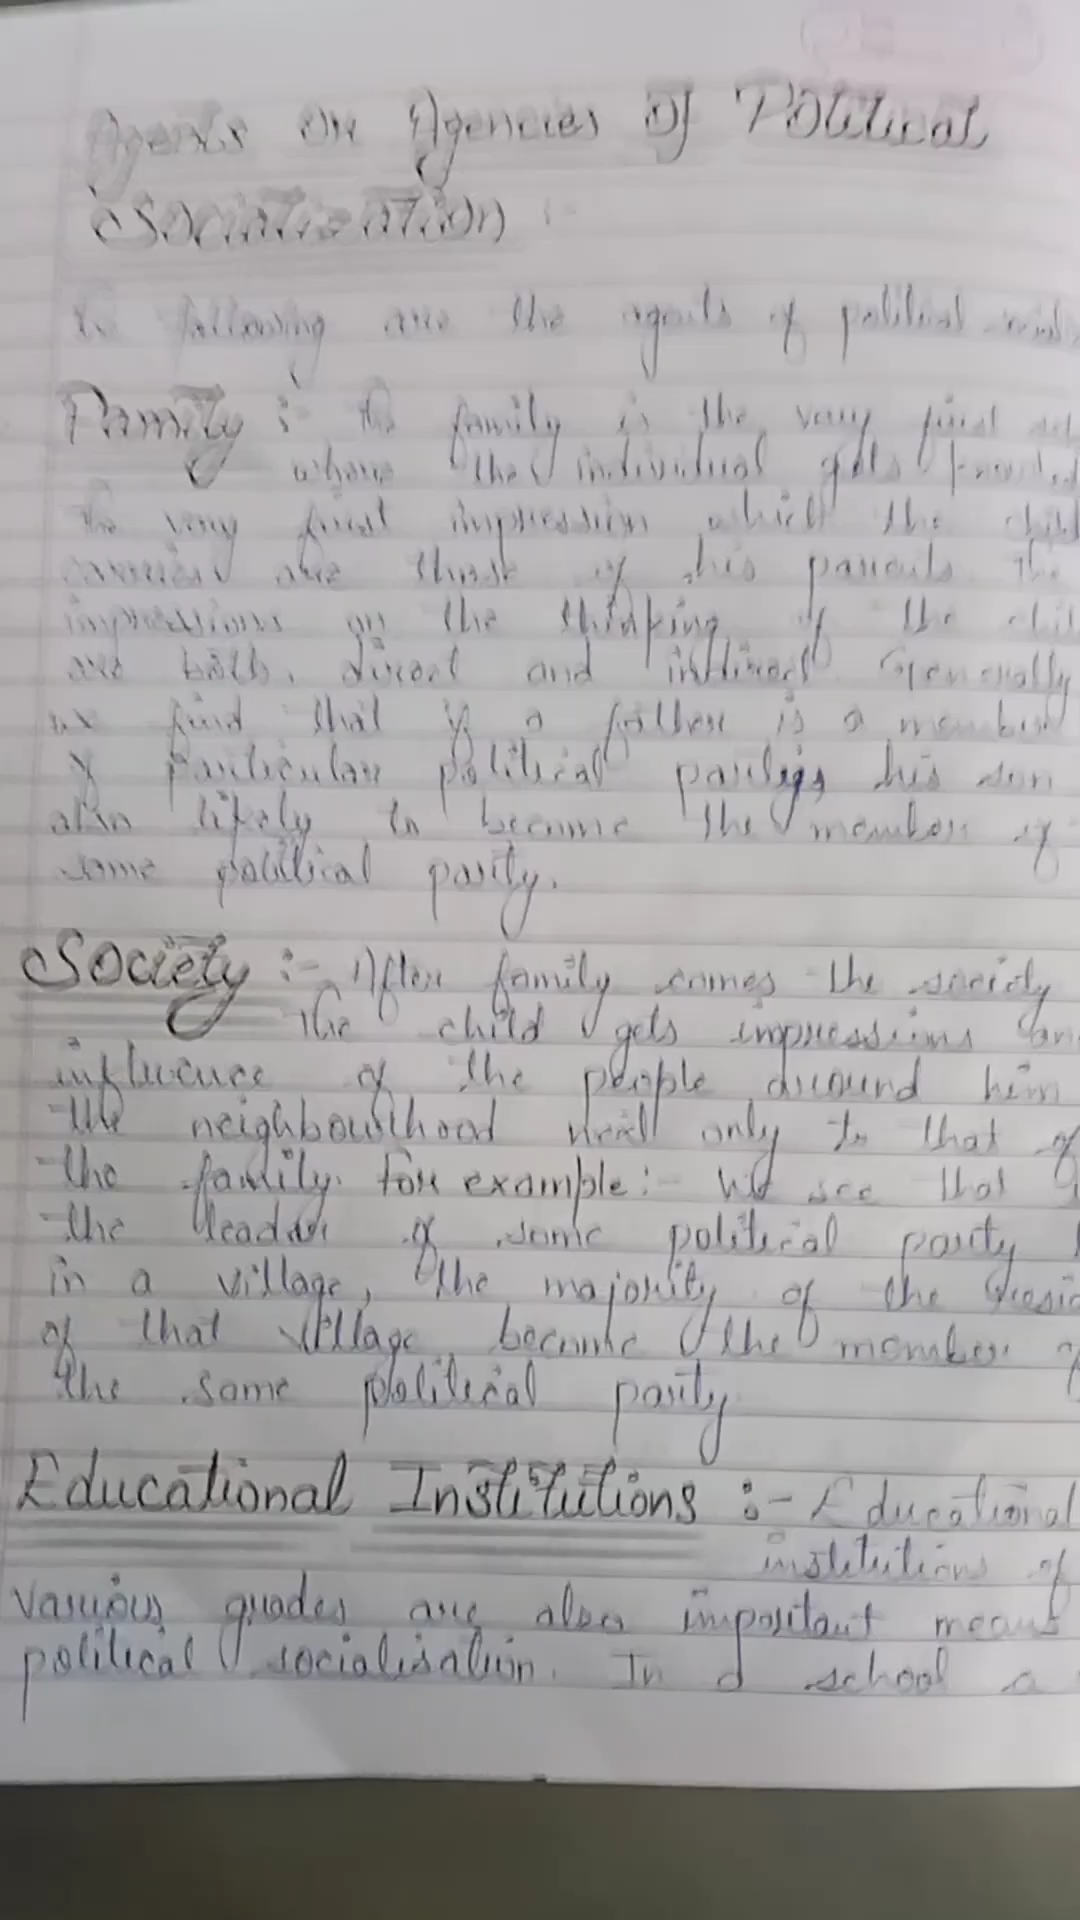 Agents or Agencies of Political
Socialization :-
The following are the agents of political
Family :- The family is the very first
where the individual gets
The very first impression which the child
carries are those of his parents. The
impressions on the thinking of the
are both, direct and indirect. Generally
we find that if a father is a member
of particular political party, his son
also likely to become the member of
same political party.
Society :- After family comes the society
The child gets impressions
influence of the people around him
the neighbourhood next only to that of
the family. For example :- We see that
the leader of some political party
in a village, the majority of the
of that village become the member
the same political party
Educational Institutions :- Educational
institutions of
various grades are also important means
political socialisation. In a school a